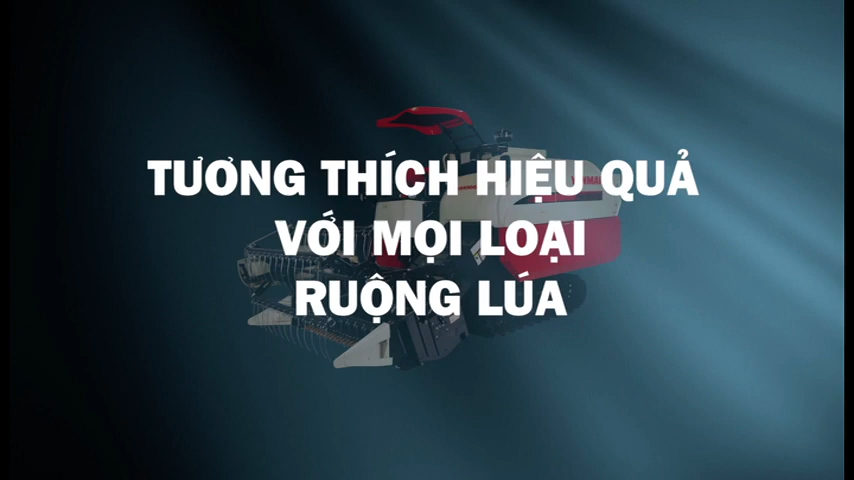 TƯƠNG THÍCH HIỆU QUẢ
VỚI MỌI LOẠI
RUỘNG LÚA